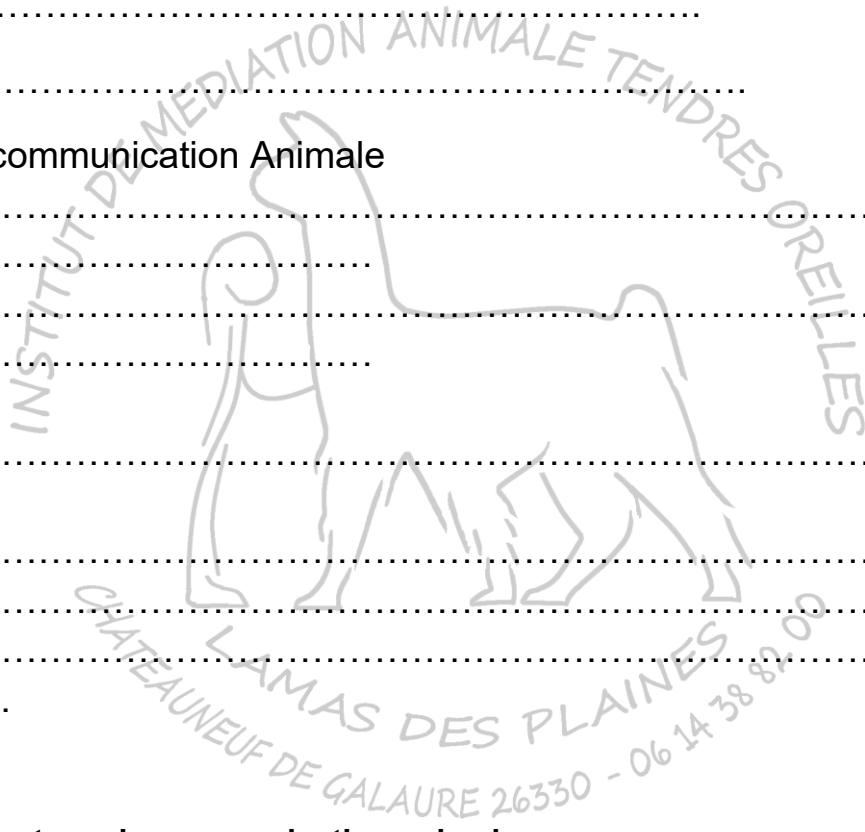 ……………………………………………………….
INSTITUT DE MEDIATION ANIMALE TENDRES OREILLES
…………………………………………………………….
communication Animale
………………………………………………………………………
…………………………….
………………………………………………………………………
…………………………….
………………………………………………………………………
………………………………………………………………………
………………………………………………………………………
………………………………………………………………………
.
LAMAS DES PLAINES
CHATEAUNEUF DE GALAURE 26330 - 06 14 38 82 00